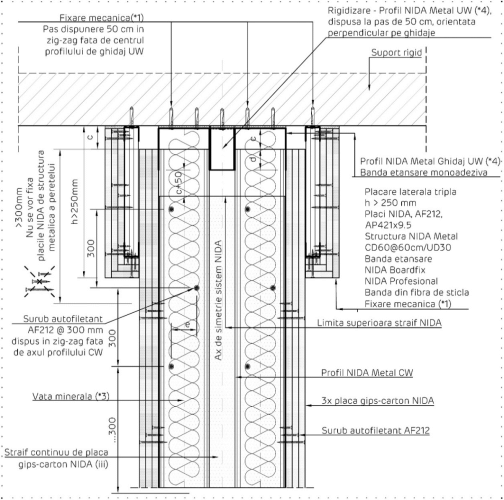 Fixare mecanica(*1)
Pas dispunere 50 cm in
zig-zag fata de centrul
profilului de ghidaj UW
Rigidizare - Profil NIDA Metal UW (*4),
dispusa la pas de 50 cm, orientata
perpendicular pe ghidaje
Suport rigid
c
c
d
c+50
>300mm
Nu se vor fixa
placile NIDA de structura
metalica a peretelui
h>250mm
300
Profil NIDA Metal Ghidaj UW (*4)
Banda etansare monoadeziva
Placare laterala tripla
h > 250 mm
Placi NIDA, AF212,
AP421x9.5
Structura NIDA Metal
CD60@60cm/UD30
Banda etansare
NIDA Boardfix
NIDA Profesional
Banda din fibra de sticla
Fixare mecanica (*1)
Ax de simetrie sistem NIDA
Surub autofiletant
AF212 @ 300 mm
dispus in zig-zag fata
de axul profilului CW
300
Limita superioara straif NIDA
Profil NIDA Metal CW
Vata minerala (*3)
3x placa gips-carton NIDA
...300
Surub autofiletant AF212
Straif continuu de placa
gips-carton NIDA (iii)